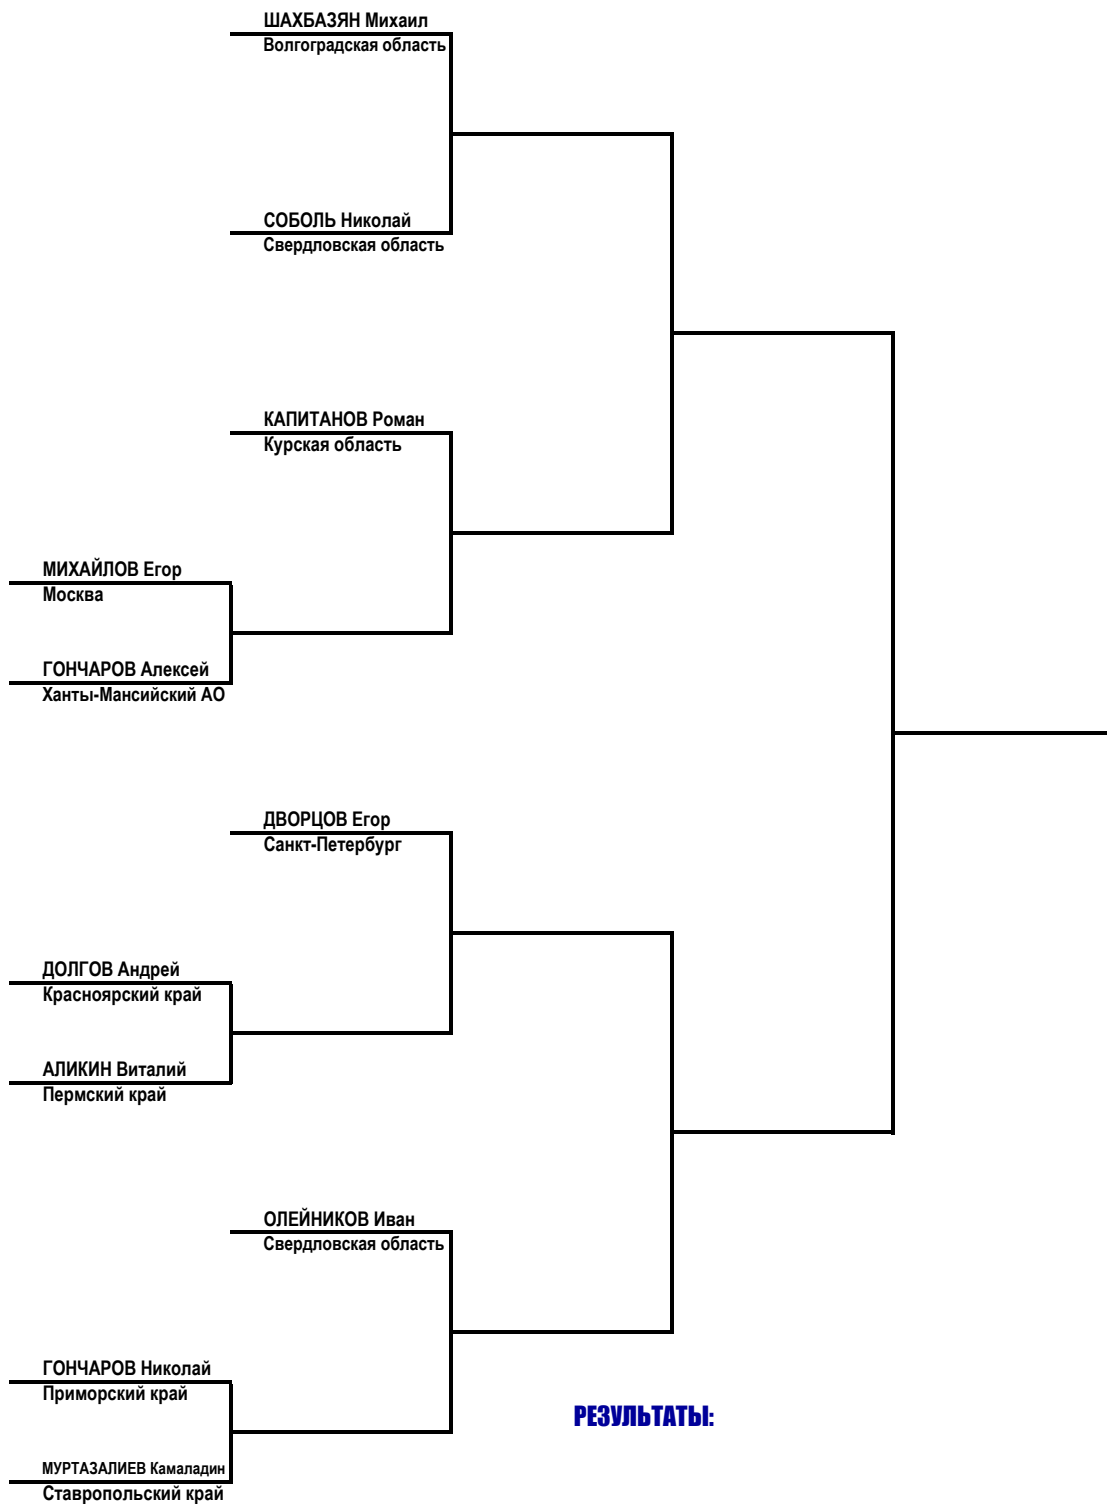 ШАХБАЗЯН Михаил
Волгоградская область
СОБОЛЬ Николай
Свердловская область
КАПИТАНОВ Роман
Курская область
МИХАЙЛОВ Егор
Москва
ГОНЧАРОВ Алексей
Ханты-Мансийский АО
ДВОРЦОВ Егор
Санкт-Петербург
ДОЛГОВ Андрей
Красноярский край
АЛИКИН Виталий
Пермский край
ОЛЕЙНИКОВ Иван
Свердловская область
ГОНЧАРОВ Николай
Приморский край
РЕЗУЛЬТАТЫ:
МУРТАЗАЛИЕВ Камаладин
Ставропольский край